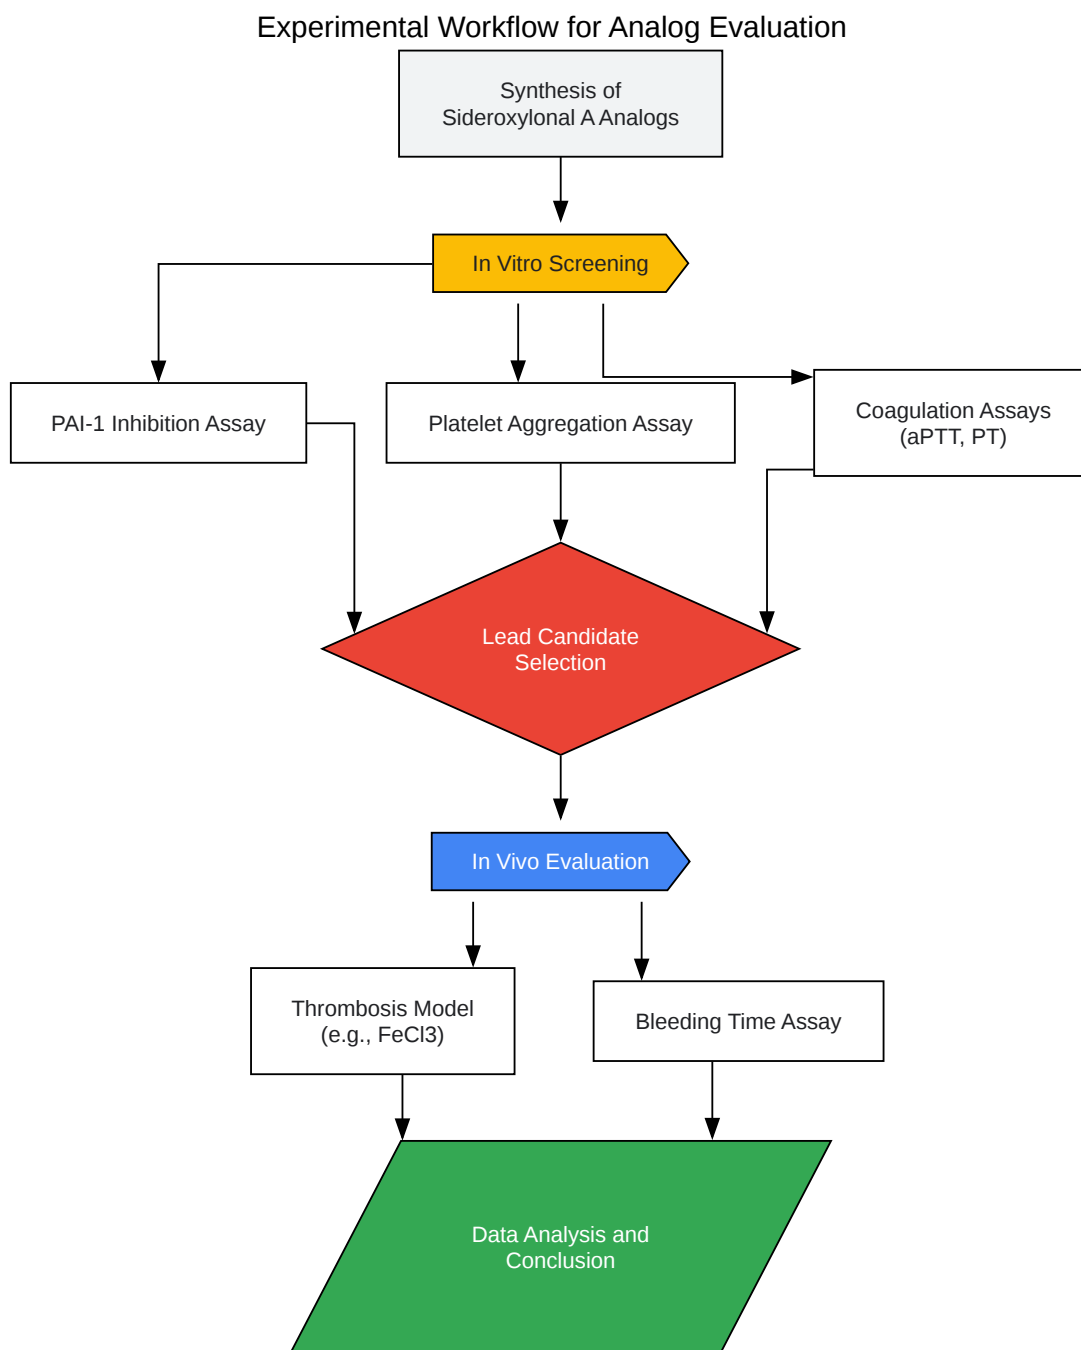 Experimental Workflow for Analog Evaluation
Synthesis of
Sideroxylonal A Analogs
In Vitro Screening
PAI-1 Inhibition Assay
Platelet Aggregation Assay
Coagulation Assays
(aPTT, PT)
Lead Candidate
Selection
In Vivo Evaluation
Thrombosis Model
(e.g., FeCl3)
Bleeding Time Assay
Data Analysis and
Conclusion